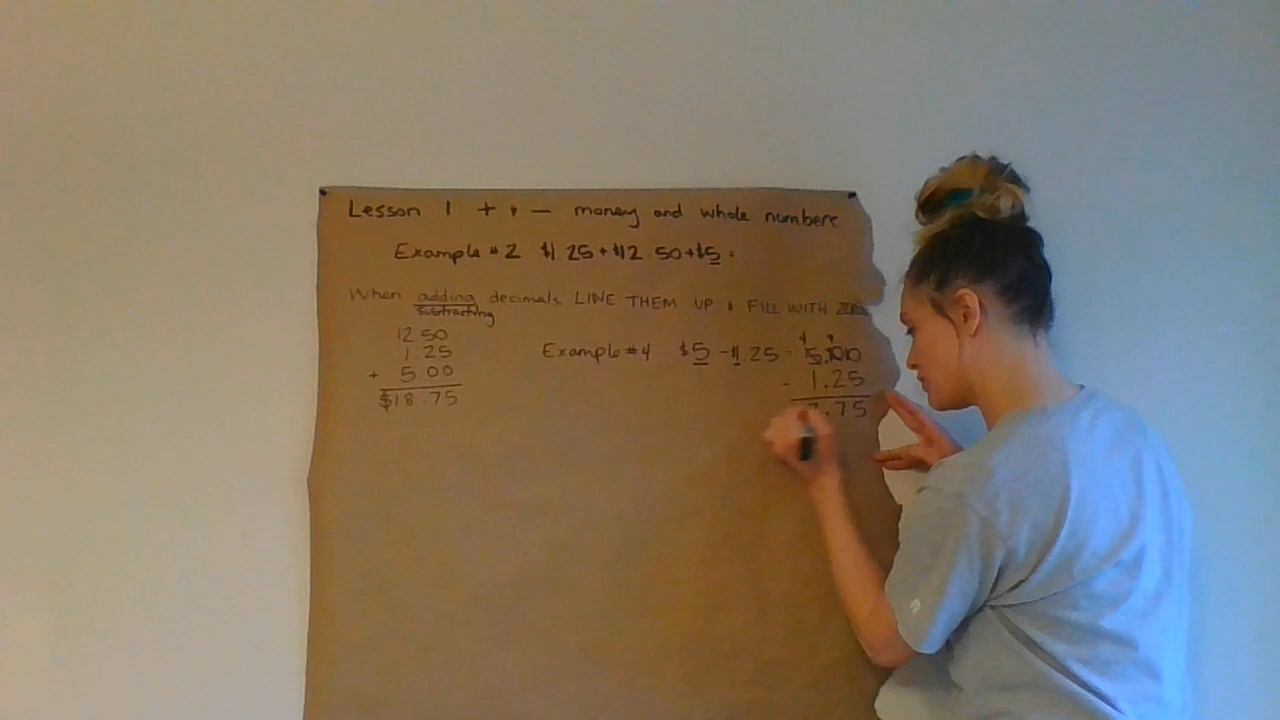 Lesson 1 + , - money and whole numbers
Example #2 $1 25 + $12 50 + $5 =
When adding decimals LINE THEM UP & FILL WITH ZEROS
subtracting
12 50
1.25
+ 5 00
$18.75
Example #4 $5 - $1 25 = 5.00
- 1.25
3.75